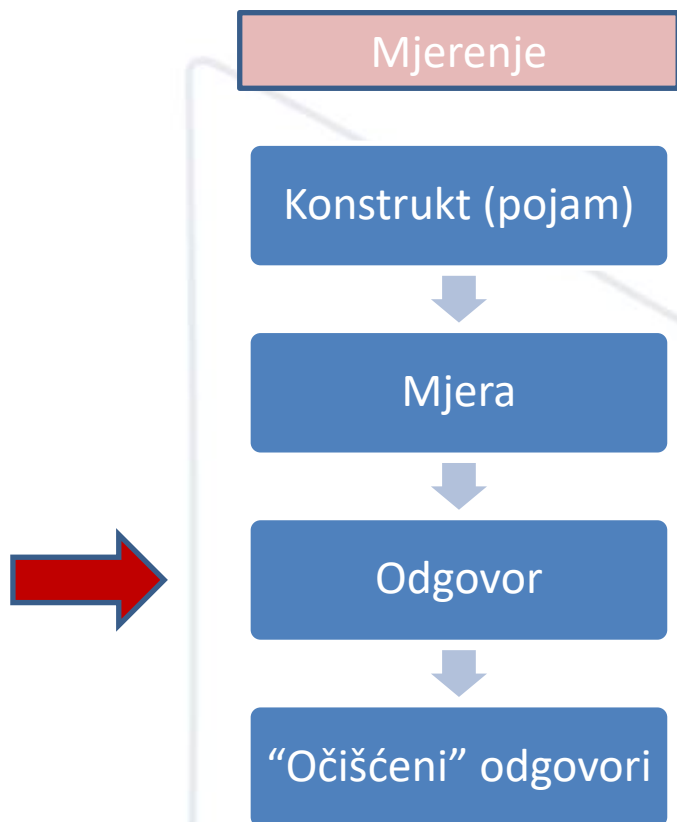 Mjerenje
Konstrukt (pojam)
Mjera
Odgovor
“Očišćeni” odgovori